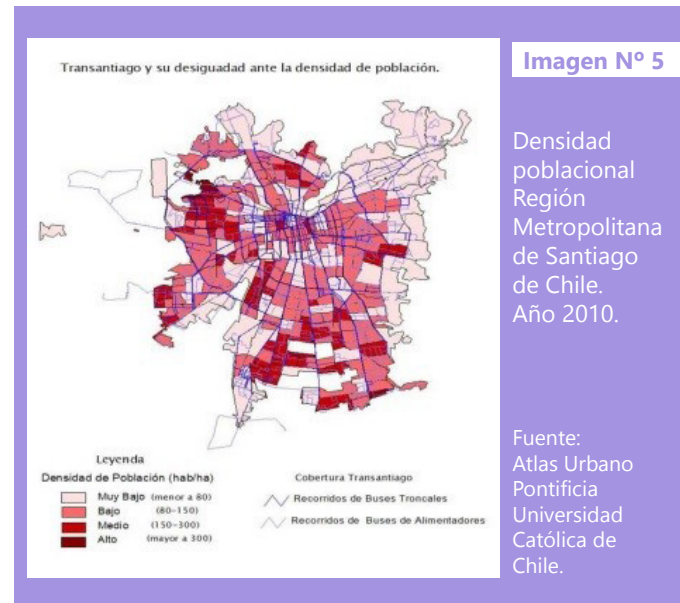 Transantiago y su desiguadad ante la densidad de población.
Imagen Nº 5
Densidad
poblacional
Región
Metropolitana
de Santiago
de Chile.
Año 2010.
Fuente:
Atlas Urbano
Pontificia
Universidad
Católica de
Chile.
Leyenda
Densidad de Población (hab/ha)
Muy Bajo (menor a 80)
Bajo (80-150)
Medio (150-300)
Alto (mayor a 300)
Cobertura Transantiago
Recorridos de Buses Troncales
Recorridos de Buses de Alimentadores